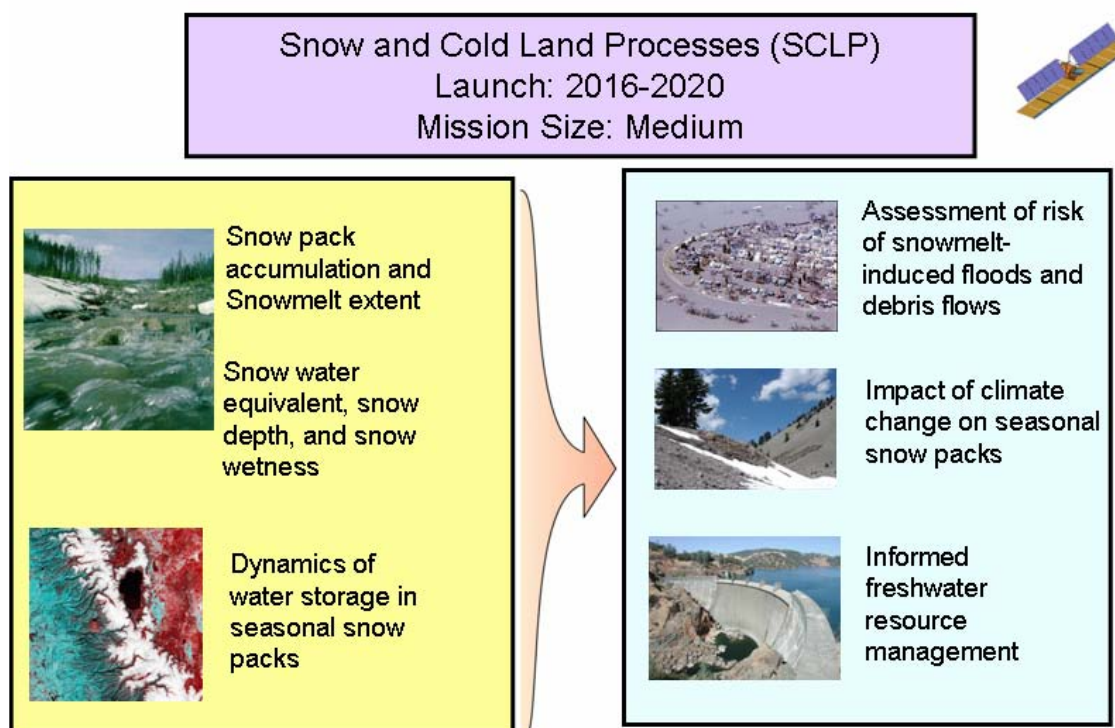 Snow and Cold Land Processes (SCLP)
Launch: 2016-2020
Mission Size: Medium
Snow pack
accumulation and
Snowmelt extent
Snow water
equivalent, snow
depth, and snow
wetness
Dynamics of
water storage in
seasonal snow
packs
Assessment of risk
of snowmelt-
induced floods and
debris flows
Impact of climate
change on seasonal
snow packs
Informed
freshwater
resource
management